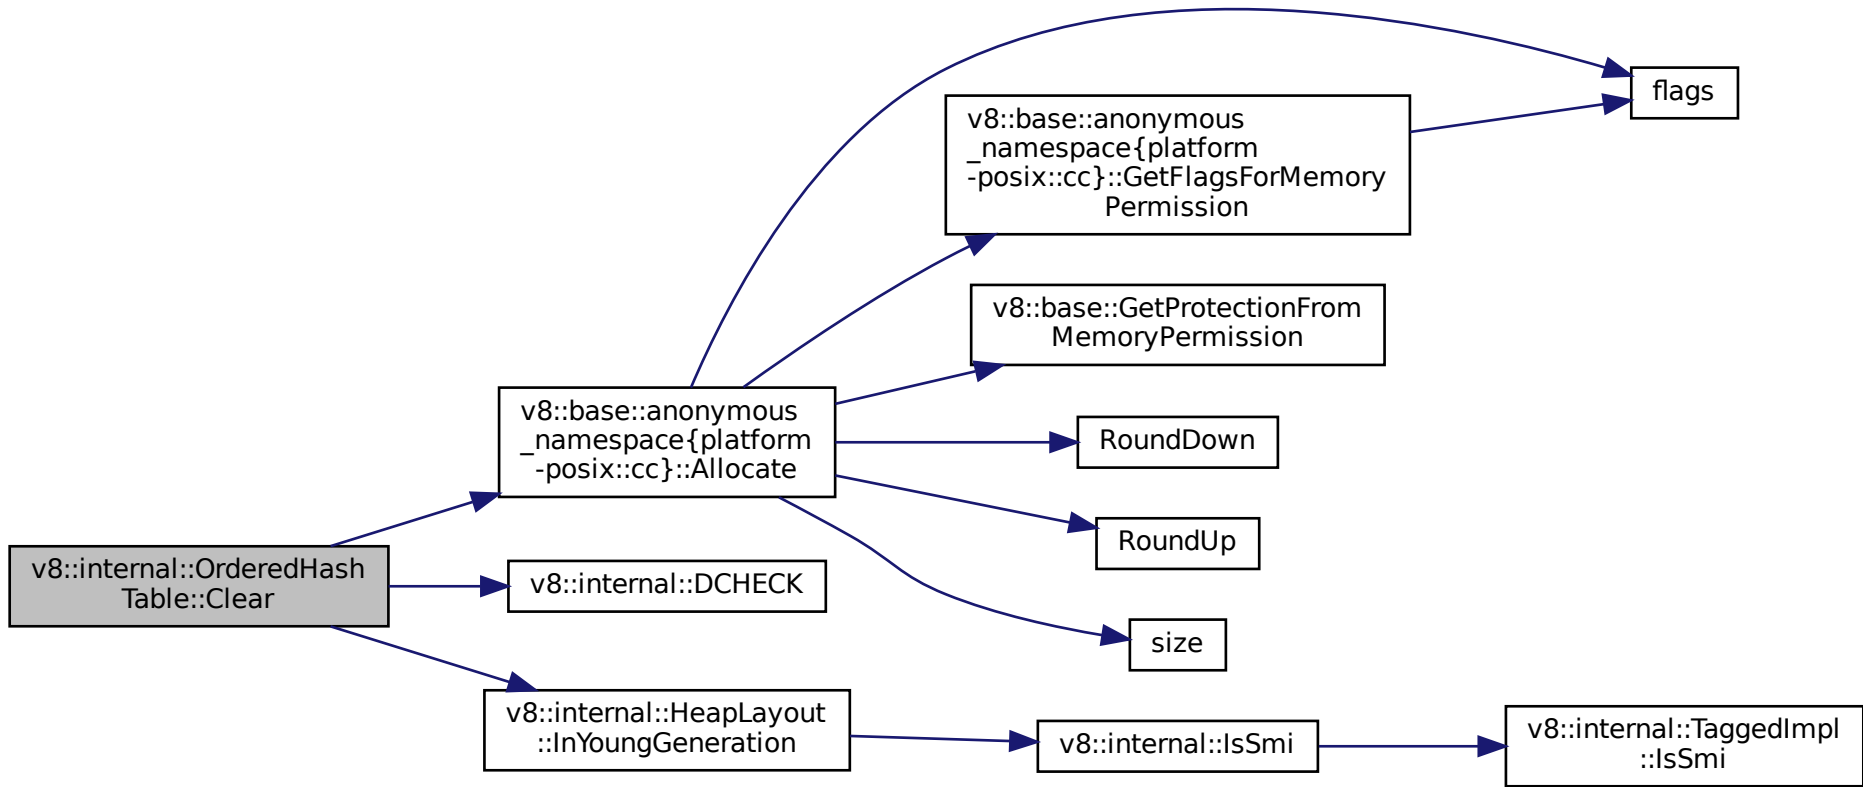 flags
v8::base::anonymous
_namespace{platform
-posix::cc}::GetFlagsForMemory
Permission
v8::base::GetProtectionFrom
MemoryPermission
v8::base::anonymous
_namespace{platform
-posix::cc}::Allocate
RoundDown
RoundUp
v8::internal::OrderedHash
Table::Clear
v8::internal::DCHECK
size
v8::internal::HeapLayout
::InYoungGeneration
v8::internal::IsSmi
v8::internal::TaggedImpl
::IsSmi